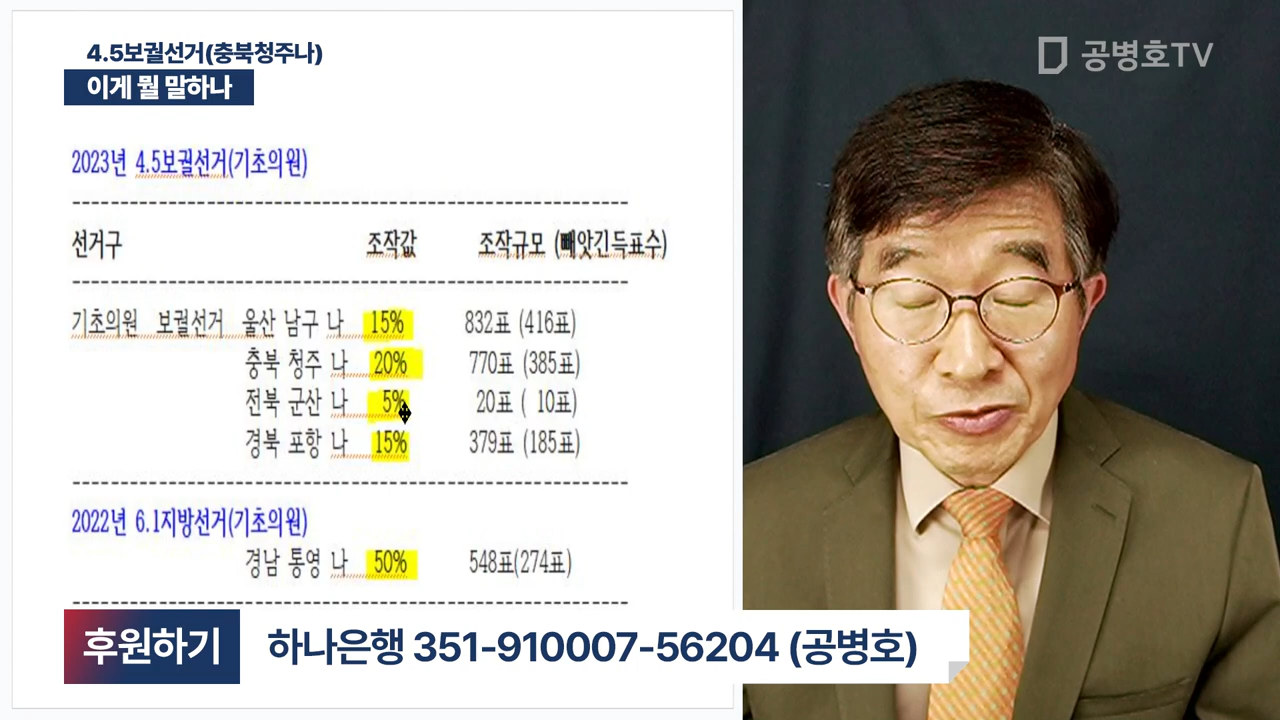 4.5보궐선거(충북청주나)
이게 뭘 말하나
공병호TV
2023년 4.5보궐선거(기초의원)
선거구 조작값 조작규모 (빼앗긴득표수)
기초의원 보궐선거 울산 남구 나 15% 832표 (416표)
충북 청주 나 20% 770표 (385표)
전북 군산 나 5% 20표 ( 10표)
경북 포항 나 15% 379표 (185표)
2022년 6.1지방선거(기초의원)
경남 통영 나 50% 548표(274표)
후원하기 하나은행 351-910007-56204 (공병호)